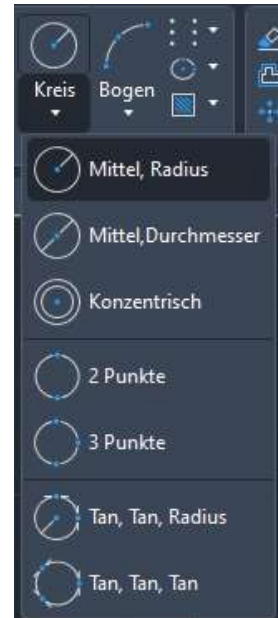 Kreis
Bogen
Mittel, Radius
Mittel,Durchmesser
Konzentrisch
2 Punkte
3 Punkte
Tan, Tan, Radius
Tan, Tan, Tan